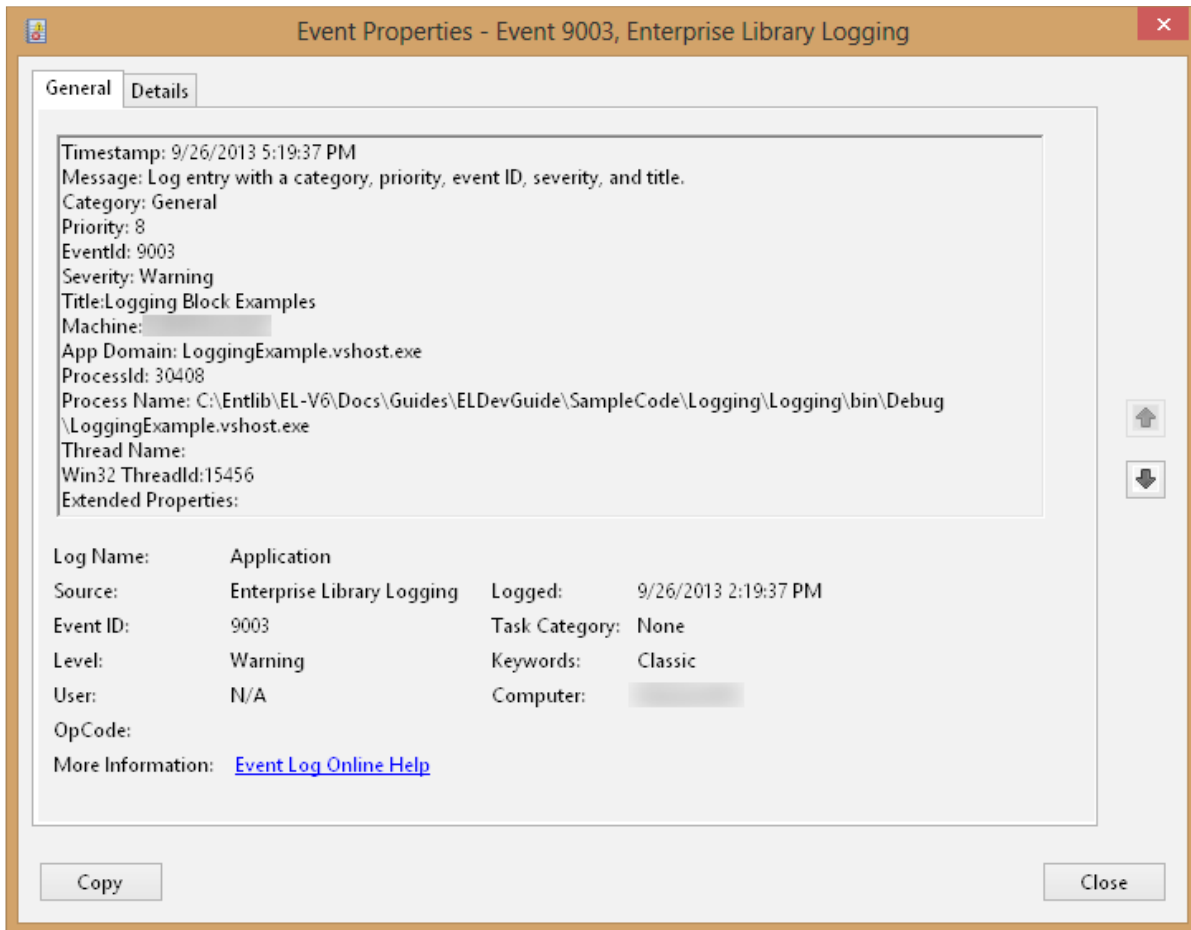 Event Properties - Event 9003, Enterprise Library Logging
General Details
Timestamp: 9/26/2013 5:19:37 PM
Message: Log entry with a category, priority, event ID, severity, and title.
Category: General
Priority: 8
EventId: 9003
Severity: Warning
Title:Logging Block Examples
Machine:
App Domain: LoggingExample.vshost.exe
ProcessId: 30408
Process Name: C:\Entlib\EL-V6\Docs\Guides\ELDevGuide\SampleCode\Logging\Logging\bin\Debug
\LoggingExample.vshost.exe
Thread Name:
Win32 ThreadId:15456
Extended Properties:
Log Name: Application
Source: Enterprise Library Logging Logged: 9/26/2013 2:19:37 PM
Event ID: 9003 Task Category: None
Level: Warning Keywords: Classic
User: N/A Computer:
OpCode:
More Information: Event Log Online Help
Copy Close